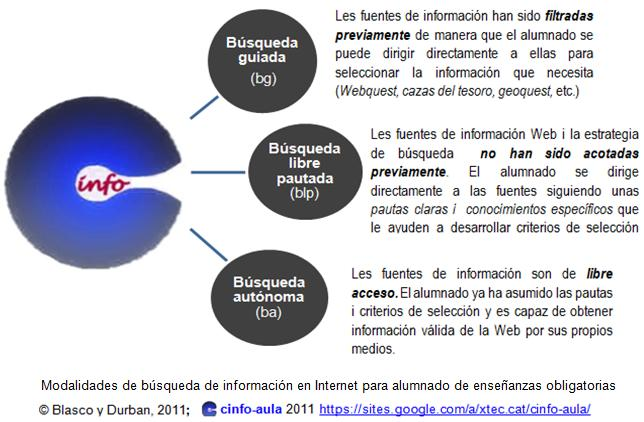 Les fuentes de información han sido filtradas
previamente de manera que el alumnado se
puede dirigir directamente a ellas para
seleccionar la información que necesita
(Webquest, cazas del tesoro, geoquest, etc.)
Búsqueda
guiada
(bg)
Les fuentes de información Web i la estrategia
de búsqueda no han sido acotadas
previamente. El alumnado se dirige
directamente a las fuentes siguiendo unas
pautas claras i conocimientos específicos que
le ayuden a desarrollar criterios de selección
Búsqueda
libre
pautada
(blp)
info
Les fuentes de información son de libre
acceso. El alumnado ya ha asumido las pautas
i criterios de selección y es capaz de obtener
información válida de la Web por sus propios
medios.
Búsqueda
autónoma
(ba)
Modalidades de búsqueda de información en Internet para alumnado de enseñanzas obligatorias
© Blasco y Durban, 2011; cinfo-aula 2011 https://sites.google.com/a/xtec.cat/cinfo-aula/